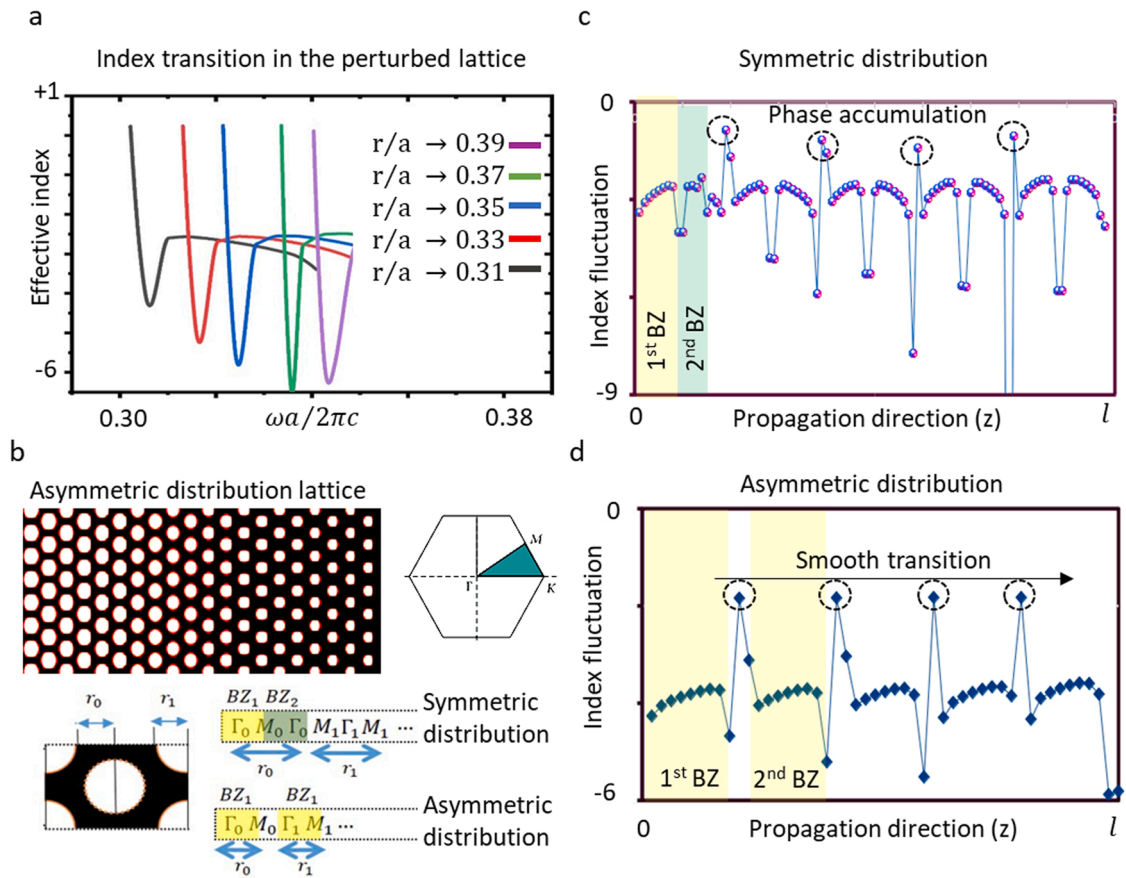 a
Index transition in the perturbed lattice
+1
Effective index
-6
r/a → 0.39
r/a → 0.37
r/a → 0.35
r/a → 0.33
r/a → 0.31
0.30
ωa/2πc
0.38
b
Asymmetric distribution lattice
M
Γ
K
r₀
r₁
BZ₁ BZ₂
Γ₀ M₀ Γ₀ M₁Γ₁M₁ ···
r₀
r₁
Symmetric
distribution
BZ₁ BZ₁
Γ₀ M₀ Γ₁ M₁ ···
r₀
r₁
Asymmetric
distribution
c
Symmetric distribution
0
Phase accumulation
Index fluctuation
1st BZ
2nd BZ
-9
0
Propagation direction (z)
l
d
Asymmetric distribution
0
Smooth transition
Index fluctuation
1st BZ
2nd BZ
-6
0
Propagation direction (z)
l